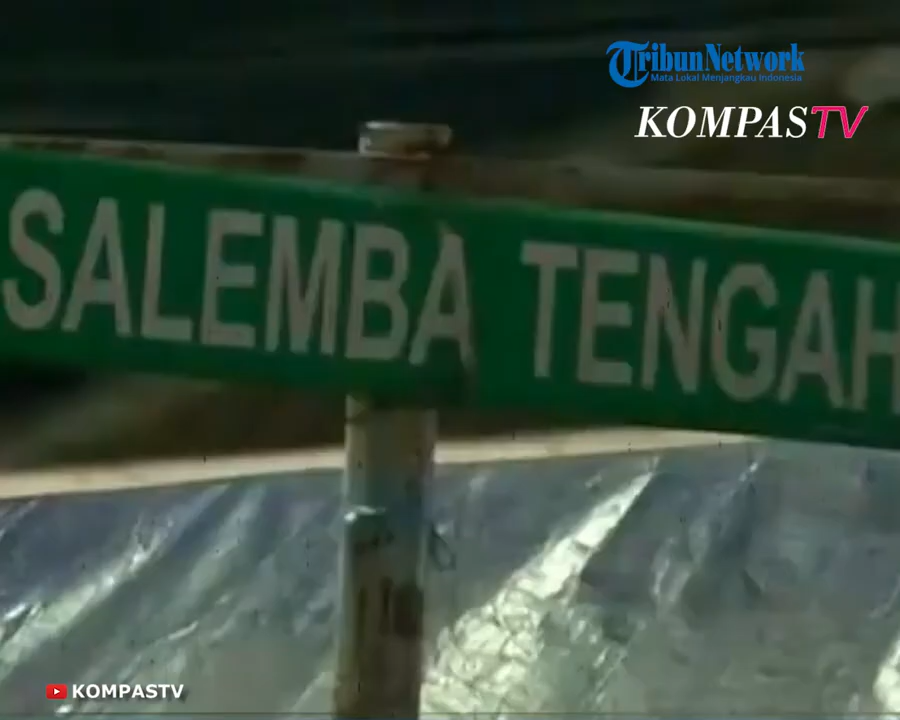 TribunNetwork
Mata Lokal Menjangkau Indonesia
KOMPASTV
SALEMBA TENGAH
KOMPASTV